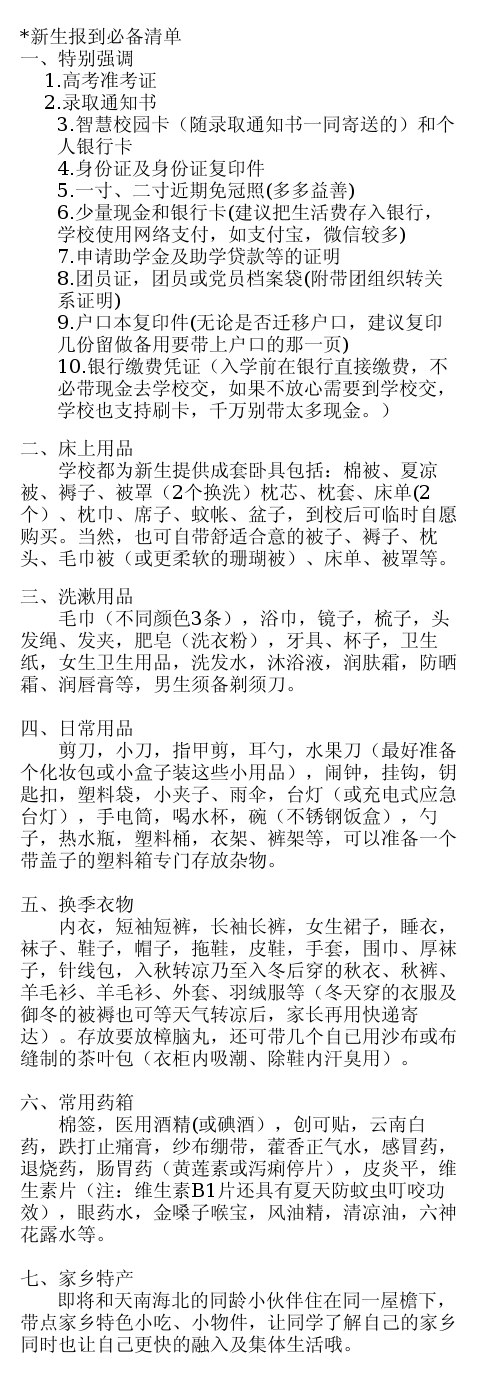 *新生报到必备清单
一、特别强调
1.高考准考证
2.录取通知书
3.智慧校园卡（随录取通知书一同寄送的）和个
人银行卡
4.身份证及身份证复印件
5.一寸、二寸近期免冠照(多多益善)
6.少量现金和银行卡(建议把生活费存入银行，
学校使用网络支付，如支付宝，微信较多)
7.申请助学金及助学贷款等的证明
8.团员证，团员或党员档案袋(附带团组织转关
系证明)
9.户口本复印件(无论是否迁移户口，建议复印
几份留做备用要带上户口的那一页)
10.银行缴费凭证（入学前在银行直接缴费，不
必带现金去学校交，如果不放心需要到学校交，
学校也支持刷卡，千万别带太多现金。）
二、床上用品
学校都为新生提供成套卧具包括：棉被、夏凉
被、褥子、被罩（2个换洗）枕芯、枕套、床单(2
个）、枕巾、席子、蚊帐、盆子，到校后可临时自愿
购买。当然，也可自带舒适合意的被子、褥子、枕
头、毛巾被（或更柔软的珊瑚被）、床单、被罩等。
三、洗漱用品
毛巾（不同颜色3条），浴巾，镜子，梳子，头
发绳、发夹，肥皂（洗衣粉），牙具、杯子，卫生
纸，女生卫生用品，洗发水，沐浴液，润肤霜，防晒
霜、润唇膏等，男生须备剃须刀。
四、日常用品
剪刀，小刀，指甲剪，耳勺，水果刀（最好准备
个化妆包或小盒子装这些小用品），闹钟，挂钩，钥
匙扣，塑料袋，小夹子、雨伞，台灯（或充电式应急
台灯），手电筒，喝水杯，碗（不锈钢饭盒），勺
子，热水瓶，塑料桶，衣架、裤架等，可以准备一个
带盖子的塑料箱专门存放杂物。
五、换季衣物
内衣，短袖短裤，长袖长裤，女生裙子，睡衣，
袜子、鞋子，帽子，拖鞋，皮鞋，手套，围巾、厚袜
子，针线包，入秋转凉乃至入冬后穿的秋衣、秋裤、
羊毛衫、羊毛衫、外套、羽绒服等（冬天穿的衣服及
御冬的被褥也可等天气转凉后，家长再用快递寄
达）。存放要放樟脑丸，还可带几个自已用沙布或布
缝制的茶叶包（衣柜内吸潮、除鞋内汗臭用）。
六、常用药箱
棉签，医用酒精(或碘酒），创可贴，云南白
药，跌打止痛膏，纱布绷带，藿香正气水，感冒药，
退烧药，肠胃药（黄莲素或泻痢停片），皮炎平，维
生素片（注：维生素B1片还具有夏天防蚊虫叮咬功
效），眼药水，金嗓子喉宝，风油精，清凉油，六神
花露水等。
七、家乡特产
即将和天南海北的同龄小伙伴住在同一屋檐下，
带点家乡特色小吃、小物件，让同学了解自己的家乡
同时也让自己更快的融入及集体生活哦。